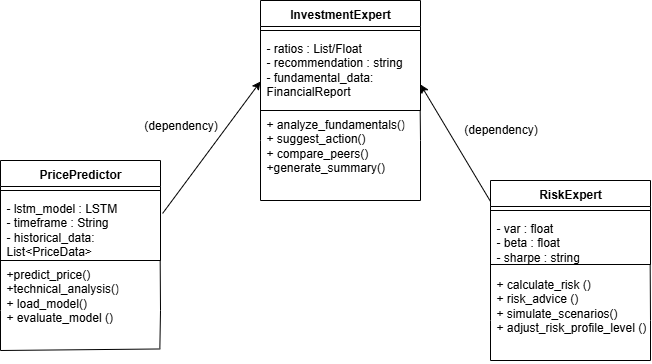 InvestmentExpert
- ratios : List/Float
- recommendation : string
- fundamental_data:
FinancialReport
+ analyze_fundamentals()
+ suggest_action()
+ compare_peers()
+generate_summary()
(dependency)
(dependency)
PricePredictor
- lstm_model : LSTM
- timeframe : String
- historical_data:
List<PriceData>
+predict_price()
+technical_analysis()
+ load_model()
+ evaluate_model ()
RiskExpert
- var : float
- beta : float
- sharpe : string
+ calculate_risk ()
+ risk_advice ()
+ simulate_scenarios()
+ adjust_risk_profile_level ()